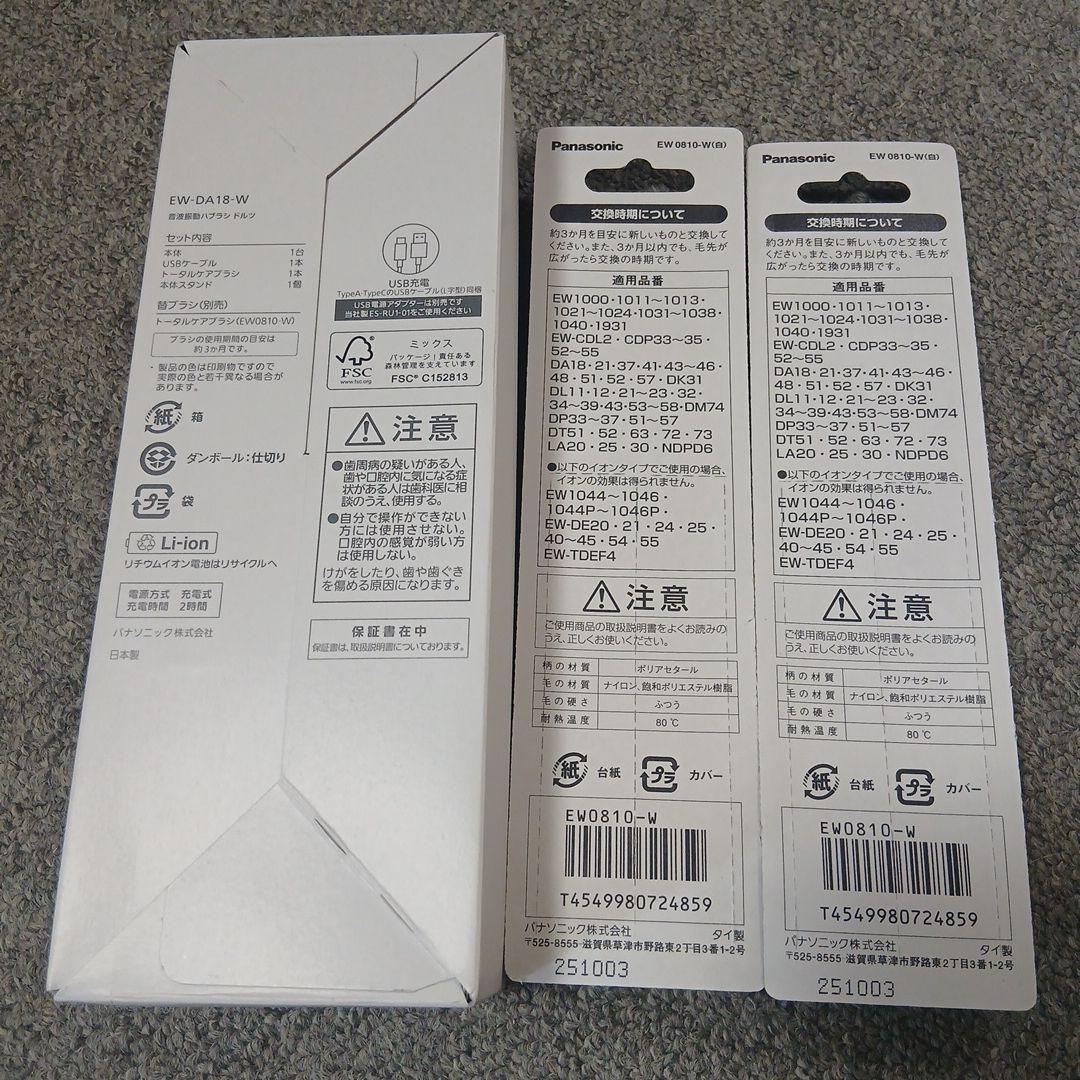 EW-DA18-W
音波振動ハブラシ ドルツ
セット内容
本体 1台
USBケーブル 1本
トータルケアブラシ 1本
本体スタンド 1個
替ブラシ(別売)
トータルケアブラシ(EW0810-W)
ブラシの使用期間の目安は
約3か月です。
・製品の色は印刷物ですので
実際の色と若干異なる場合が
あります。
紙 箱
ダンボール:仕切り
プラ 袋
Li-ion
リチウムイオン電池はリサイクルへ
電源方式 充電式
充電時間 2時間
パナソニック株式会社
日本製
USB充電
TypeA-TypeCのUSBケーブル(L字型)同梱
USB電源アダプターは別売です
当社製ES-RU1-01をご使用ください
FSC
www.fsc.org
ミックス
パッケージ|責任ある
森林管理を支えています
FSC® C152813
注意
●歯周病の疑いがある人、
歯や口腔内に気になる症
状がある人は歯科医に相
談のうえ、使用する。
●自分で操作ができない
方には使用させない。
口腔内の感覚が弱い方
は使用しない。
けがをしたり、歯や歯ぐき
を傷める原因になります。
保証書在中
保証書は、取扱説明書についております。
Panasonic EW0810-W(白)
交換時期について
約3か月を目安に新しいものと交換して
ください。また、3か月以内でも、毛先が
広がったら交換の時期です。
適用品番
EW1000・1011〜1013・
1021〜1024・1031〜1038・
1040・1931
EW-CDL2・CDP33〜35・
52〜55
DA18・21・37・41・43〜46・
48・51・52・57・DK31
DL11・12・21〜23・32・
34〜39・43・53〜58・DM74
DP33〜37・51〜57
DT51・52・63・72・73
LA20・25・30・NDPD6
●以下のイオンタイプでご使用の場合、
イオンの効果は得られません。
EW1044〜1046・
1044P〜1046P・
EW-DE20・21・24・25・
40〜45・54・55
EW-TDEF4
注意
ご使用商品の取扱説明書をよくお読みの
うえ、正しくお使いください。
柄の材質 ポリアセタール
毛の材質 ナイロン、飽和ポリエステル樹脂
毛の硬さ ふつう
耐熱温度 80℃
紙 台紙 プラ カバー
EW0810-W
T4549980724859
パナソニック株式会社 タイ製
〒525-8555 滋賀県草津市野路東2丁目3番1-2号
251003
Panasonic EW0810-W(白)
交換時期について
約3か月を目安に新しいものと交換して
ください。また、3か月以内でも、毛先が
広がったら交換の時期です。
適用品番
EW1000・1011〜1013・
1021〜1024・1031〜1038・
1040・1931
EW-CDL2・CDP33〜35・
52〜55
DA18・21・37・41・43〜46・
48・51・52・57・DK31
DL11・12・21〜23・32・
34〜39・43・53〜58・DM74
DP33〜37・51〜57
DT51・52・63・72・73
LA20・25・30・NDPD6
●以下のイオンタイプでご使用の場合、
イオンの効果は得られません。
EW1044〜1046・
1044P〜1046P・
EW-DE20・21・24・25・
40〜45・54・55
EW-TDEF4
注意
ご使用商品の取扱説明書をよくお読みの
うえ、正しくお使いください。
柄の材質 ポリアセタール
毛の材質 ナイロン、飽和ポリエステル樹脂
毛の硬さ ふつう
耐熱温度 80℃
紙 台紙 プラ カバー
EW0810-W
T4549980724859
パナソニック株式会社 タイ製
〒525-8555 滋賀県草津市野路東2丁目3番1-2号
251003